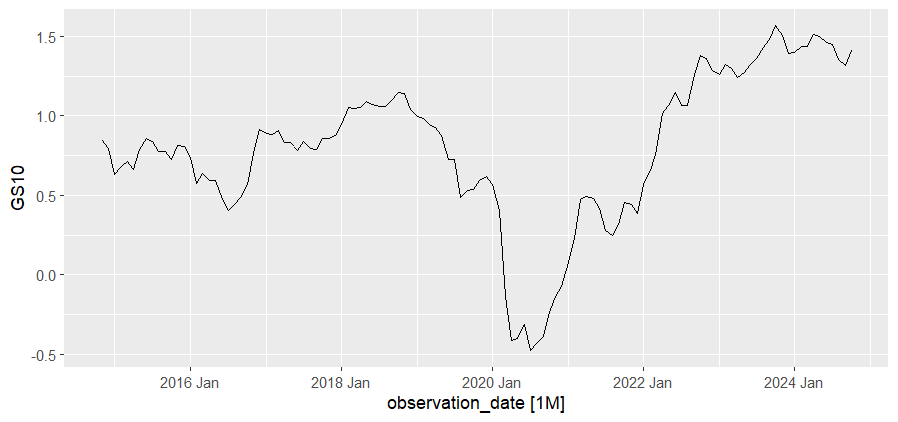 1.5
1.0
0.5
0.0
-0.5
GS10
2016 Jan
2018 Jan
2020 Jan
2022 Jan
2024 Jan
observation_date [1M]